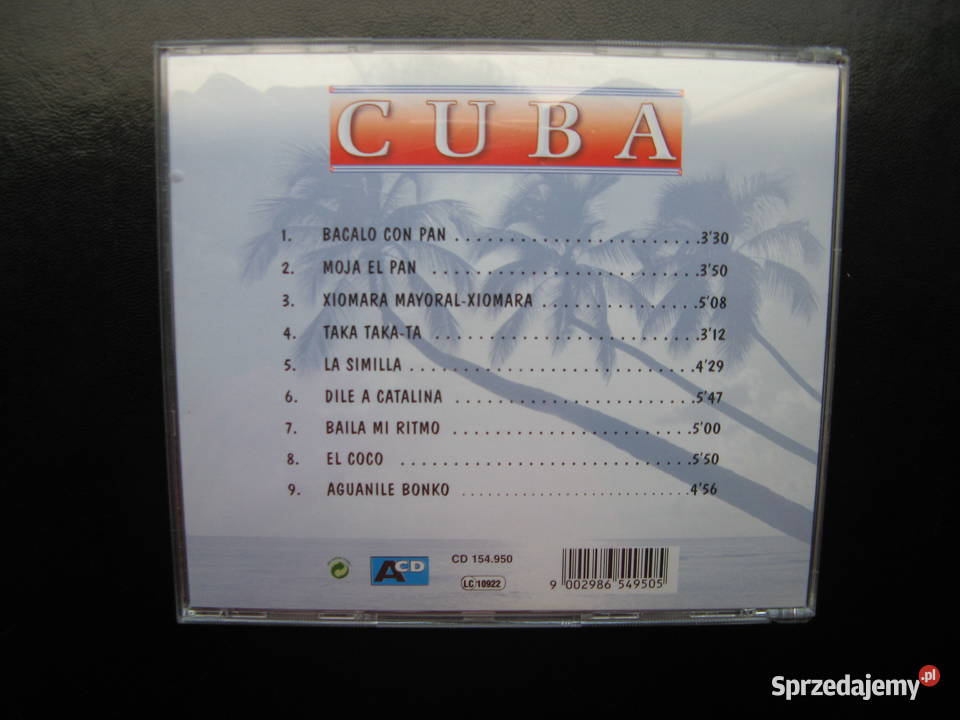 CUBA
1. BACALO CON PAN ........................3'30
2. MOJA EL PAN .........................3'50
3. XIOMARA MAYORAL-XIOMARA ...............5'08
4. TAKA TAKA-TA .........................3'12
5. LA SIMILLA ...........................4'29
6. DILE A CATALINA ......................5'47
7. BAILA MI RITMO .......................5'00
8. EL COCO ............................5'50
9. AGUANILE BONKO ........................4'56
ACD CD 154.950
LC 10922
9 002986 549505
Sprzedajemy.pl